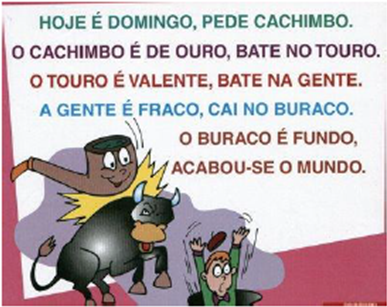 HOJE É DOMINGO, PEDE CACHIMBO.
O CACHIMBO É DE OURO, BATE NO TOURO.
O TOURO É VALENTE, BATE NA GENTE.
A GENTE É FRACO, CAI NO BURACO.
O BURACO É FUNDO,
ACABOU-SE O MUNDO.